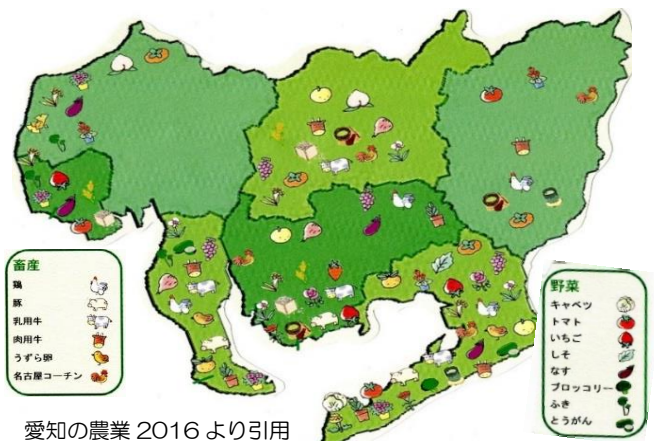 畜産
鶏
豚
乳用牛
肉用牛
うずら卵
名古屋コーチン
野菜
キャベツ
トマト
いちご
しそ
なす
ブロッコリー
ふき
とうがん
愛知の農業 2016 より引用